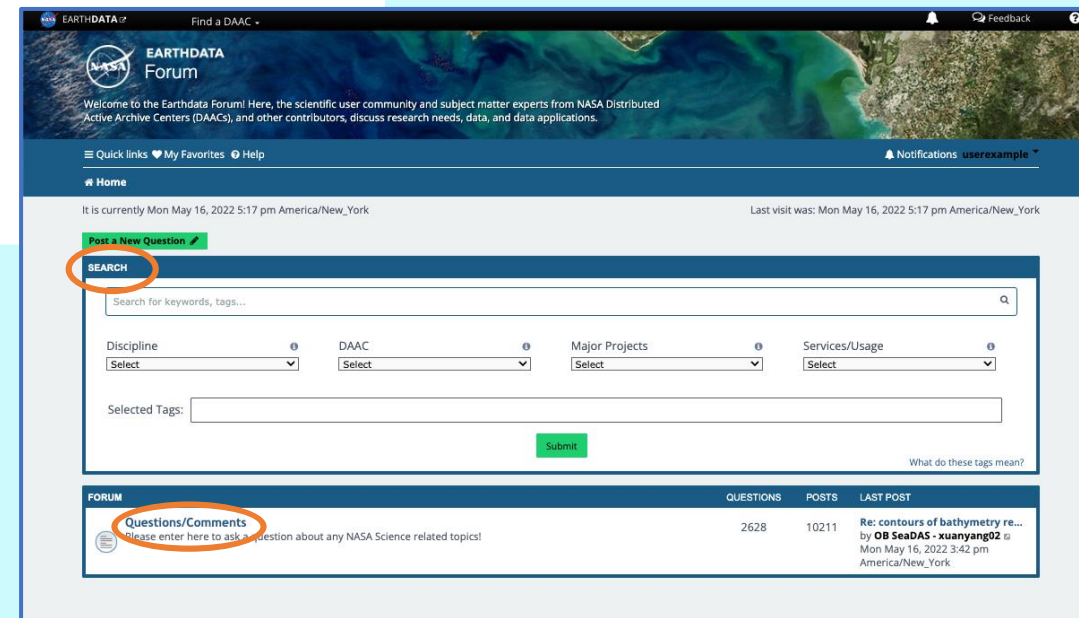 NASA EARTHDATA Find a DAAC Feedback ?
NASA
EARTHDATA
Forum
Welcome to the Earthdata Forum! Here, the scientific user community and subject matter experts from NASA Distributed
Active Archive Centers (DAACs), and other contributors, discuss research needs, data, and data applications.
Quick links My Favorites Help Notifications userexample
Home
It is currently Mon May 16, 2022 5:17 pm America/New_York Last visit was: Mon May 16, 2022 5:17 pm America/New_York
Post a New Question
SEARCH
Search for keywords, tags...
Discipline DAAC Major Projects Services/Usage
Select Select Select Select
Selected Tags:
Submit
What do these tags mean?
FORUM QUESTIONS POSTS LAST POST
Questions/Comments 2628 10211 Re: contours of bathymetry re...
Please enter here to ask a question about any NASA Science related topics! by OB SeaDAS - xuanyang02
Mon May 16, 2022 3:42 pm
America/New_York